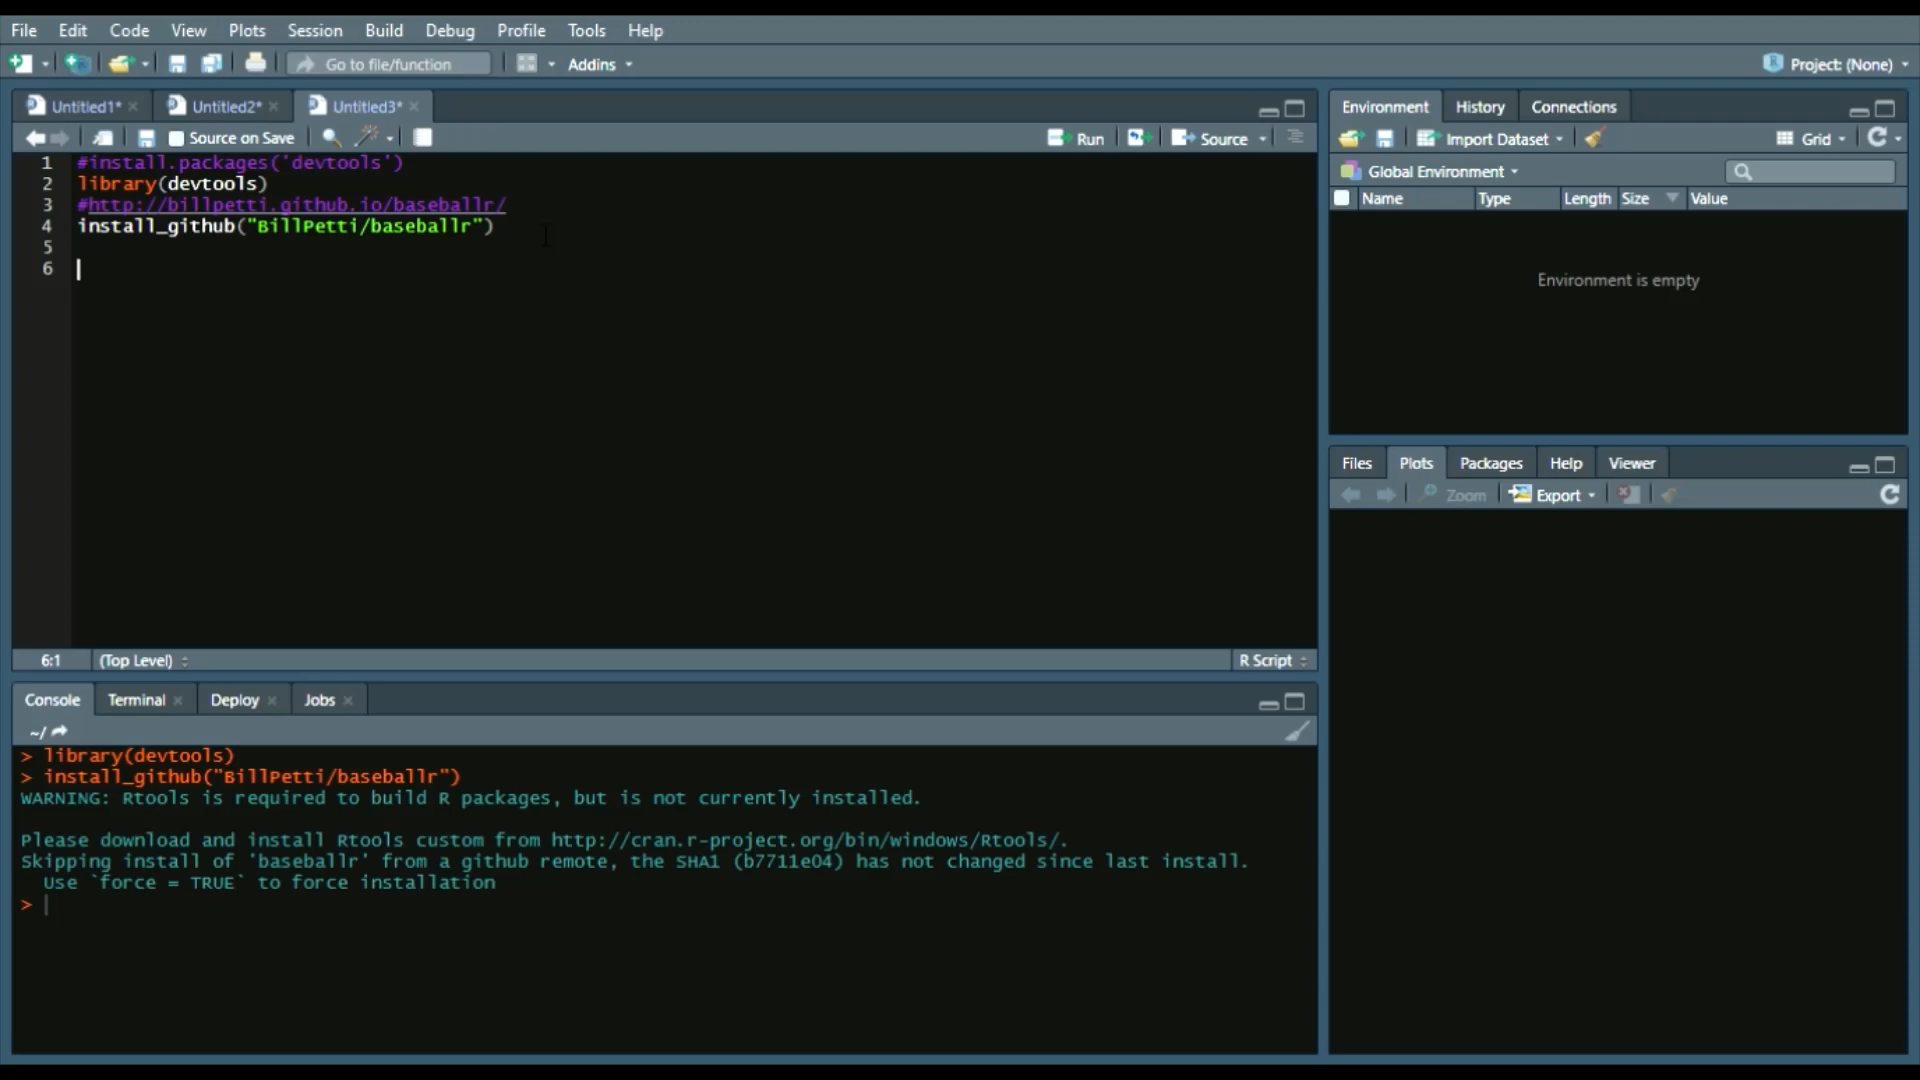 File Edit Code View Plots Session Build Debug Profile Tools Help
Go to file/function Addins Project: (None)
Untitled1* Untitled2* Untitled3*
Source on Save Run Source
1 #install.packages('devtools')
2 library(devtools)
3 #http://billpetti.github.io/baseballr/
4 install_github("BillPetti/baseballr")
5
6
6:1 (Top Level) R Script
Console Terminal Deploy Jobs
~/
> library(devtools)
> install_github("BillPetti/baseballr")
WARNING: Rtools is required to build R packages, but is not currently installed.
Please download and install Rtools custom from http://cran.r-project.org/bin/windows/Rtools/.
Skipping install of 'baseballr' from a github remote, the SHA1 (b7711e04) has not changed since last install.
Use `force = TRUE` to force installation
>
Environment History Connections
Import Dataset Grid
Global Environment
Name Type Length Size Value
Environment is empty
Files Plots Packages Help Viewer
Zoom Export